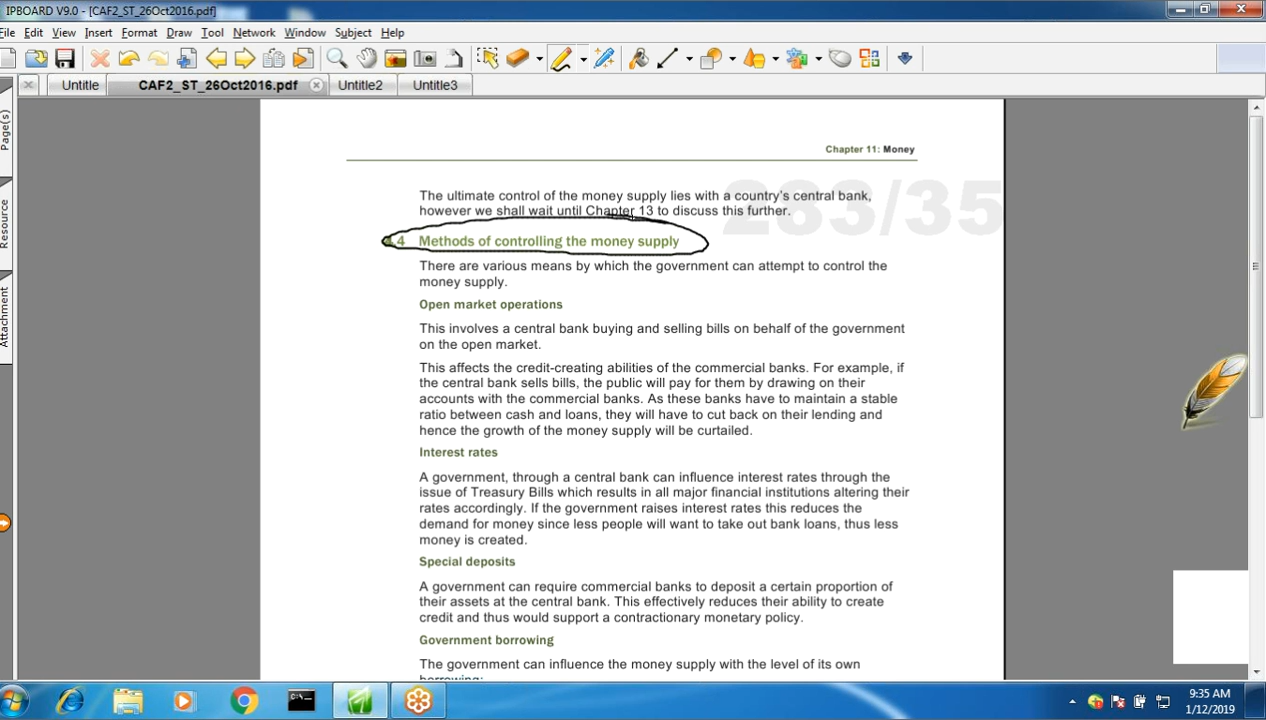 IPBOARD V9.0 - [CAF2_ST_26Oct2016.pdf]
File Edit View Insert Format Draw Tool Network Window Subject Help
Untitle CAF2_ST_26Oct2016.pdf Untitle2 Untitle3
Page(s)
Resource
Attachment
Chapter 11: Money
283/35
The ultimate control of the money supply lies with a country's central bank,
however we shall wait until Chapter 13 to discuss this further.
.4 Methods of controlling the money supply
There are various means by which the government can attempt to control the
money supply.
Open market operations
This involves a central bank buying and selling bills on behalf of the government
on the open market.
This affects the credit-creating abilities of the commercial banks. For example, if
the central bank sells bills, the public will pay for them by drawing on their
accounts with the commercial banks. As these banks have to maintain a stable
ratio between cash and loans, they will have to cut back on their lending and
hence the growth of the money supply will be curtailed.
Interest rates
A government, through a central bank can influence interest rates through the
issue of Treasury Bills which results in all major financial institutions altering their
rates accordingly. If the government raises interest rates this reduces the
demand for money since less people will want to take out bank loans, thus less
money is created.
Special deposits
A government can require commercial banks to deposit a certain proportion of
their assets at the central bank. This effectively reduces their ability to create
credit and thus would support a contractionary monetary policy.
Government borrowing
The government can influence the money supply with the level of its own
borrowing:
9:35 AM
1/12/2019